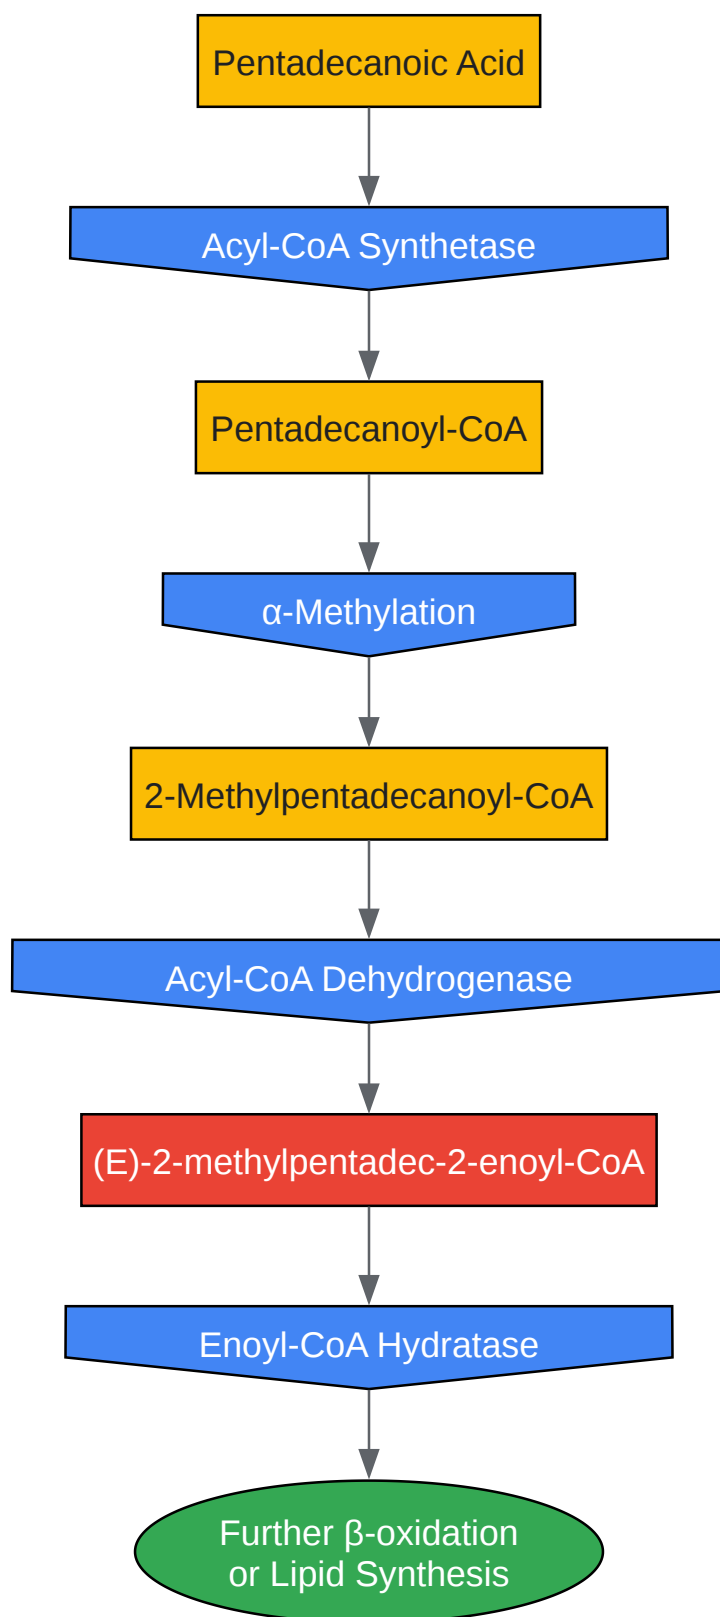 Pentadecanoic Acid
Acyl-CoA Synthetase
Pentadecanoyl-CoA
α-Methylation
2-Methylpentadecanoyl-CoA
Acyl-CoA Dehydrogenase
(E)-2-methylpentadec-2-enoyl-CoA
Enoyl-CoA Hydratase
Further β-oxidation
or Lipid Synthesis